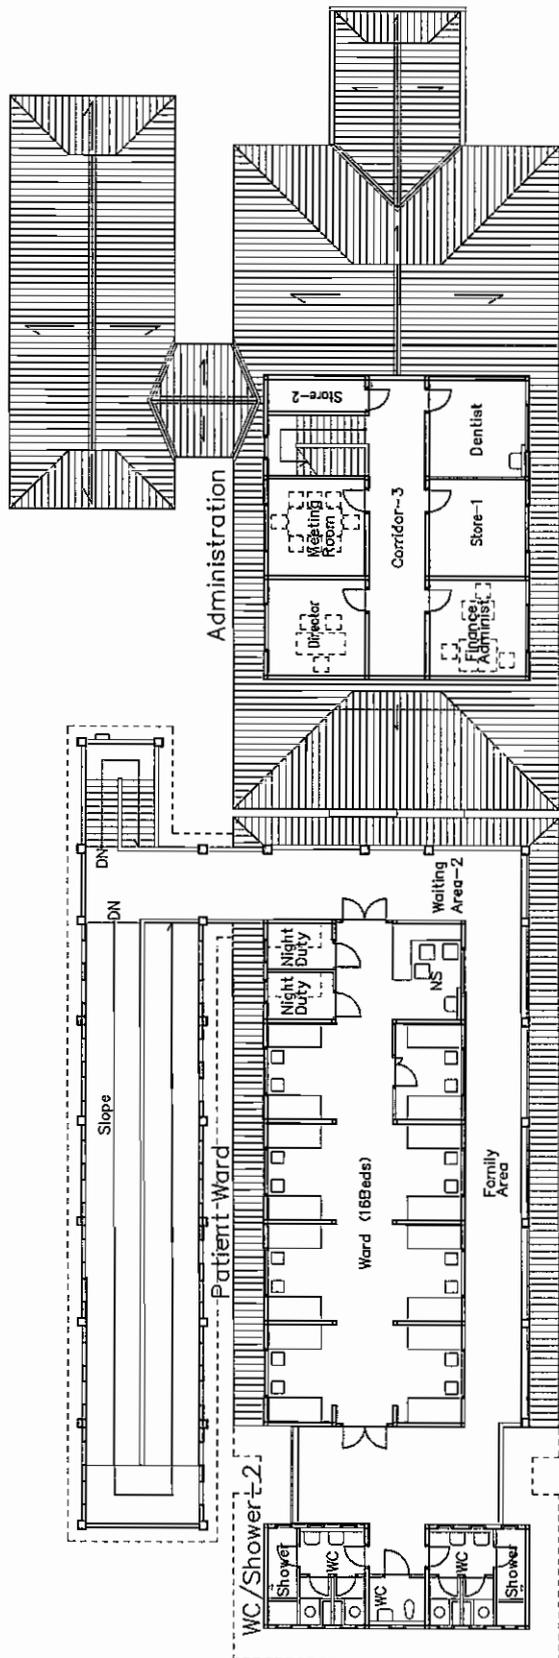 Administration
Store-2
Meeting
Room
Director
Corridor-3
Dentist
Store-1
Finance
Administ
DN
DN
Slope
Waiting
Area-2
Night
Duty
Night
Duty
NS
Patient Ward
Ward (16Beds)
Family
Area
WC/Shower-2
Shower
WC
WC
WC
Shower